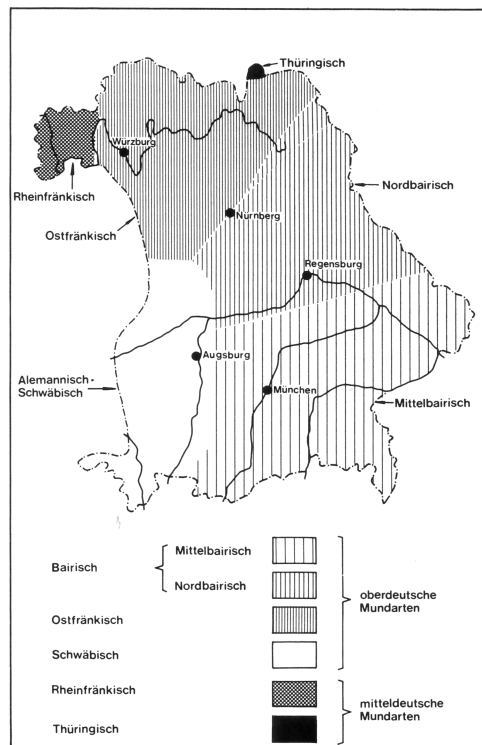 Thüringisch
Würzburg
Rheinfränkisch
Nordbairisch
Nürnberg
Ostfränkisch
Regensburg
Augsburg
Alemannisch-
Schwäbisch
München
Mittelbairisch
Mittelbairisch
Bairisch
Nordbairisch
oberdeutsche
Mundarten
Ostfränkisch
Schwäbisch
Rheinfränkisch
mitteldeutsche
Mundarten
Thüringisch